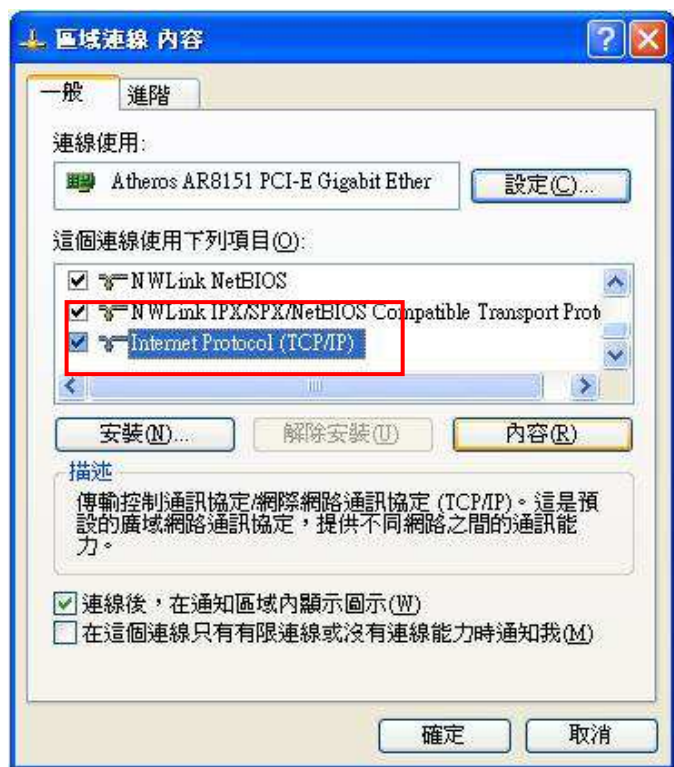 區域連線 內容
一般
進階
連線使用:
Atheros AR8151 PCI-E Gigabit Ether
設定(C)...
這個連線使用下列項目(O):
NWLink NetBIOS
NWLink IPX/SPX/NetBIOS Compatible Transport Prot
Internet Protocol (TCP/IP)
安裝(N)...
解除安裝(U)
內容(R)
描述
傳輸控制通訊協定/網際網路通訊協定 (TCP/IP)。這是預
設的廣域網路通訊協定，提供不同網路之間的通訊能
力。
連線後，在通知區域內顯示圖示(W)
在這個連線只有有限連線或沒有連線能力時通知我(M)
確定
取消